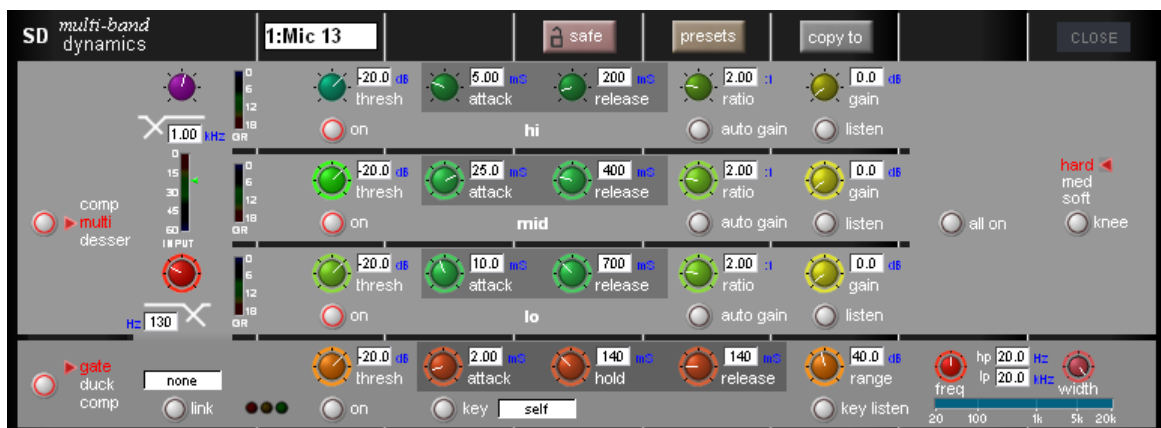 SD multi-band dynamics
1:Mic 13
safe
presets
copy to
CLOSE
0 6 12 18 GR
-20.0 dB thresh
5.00 mS attack
200 mS release
2.00 :1 ratio
0.0 dB gain
1.00 kHz
on
hi
auto gain
listen
0 15 30 45 60 INPUT
comp
multi
desser
0 6 12 18 GR
-20.0 dB thresh
25.0 mS attack
400 mS release
2.00 :1 ratio
0.0 dB gain
on
mid
auto gain
listen
all on
hard
med
soft
knee
0 6 12 18 GR
-20.0 dB thresh
10.0 mS attack
700 mS release
2.00 :1 ratio
0.0 dB gain
Hz 130
on
lo
auto gain
listen
gate
duck
comp
none
link
-20.0 dB thresh
2.00 mS attack
140 mS hold
140 mS release
40.0 dB range
on
key self
key listen
freq
hp 20.0 Hz
lp 20.0 kHz
width
20 100 1k 5k 20k